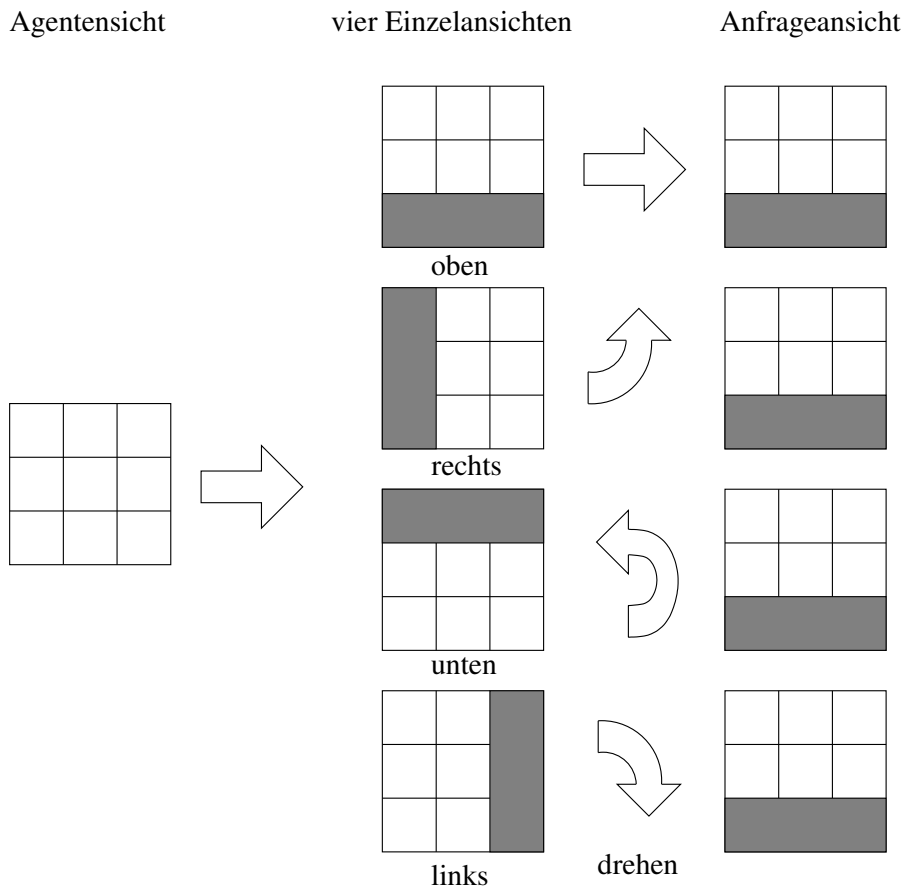 Agentensicht vier Einzelansichten Anfrageansicht
oben
rechts
unten
links drehen